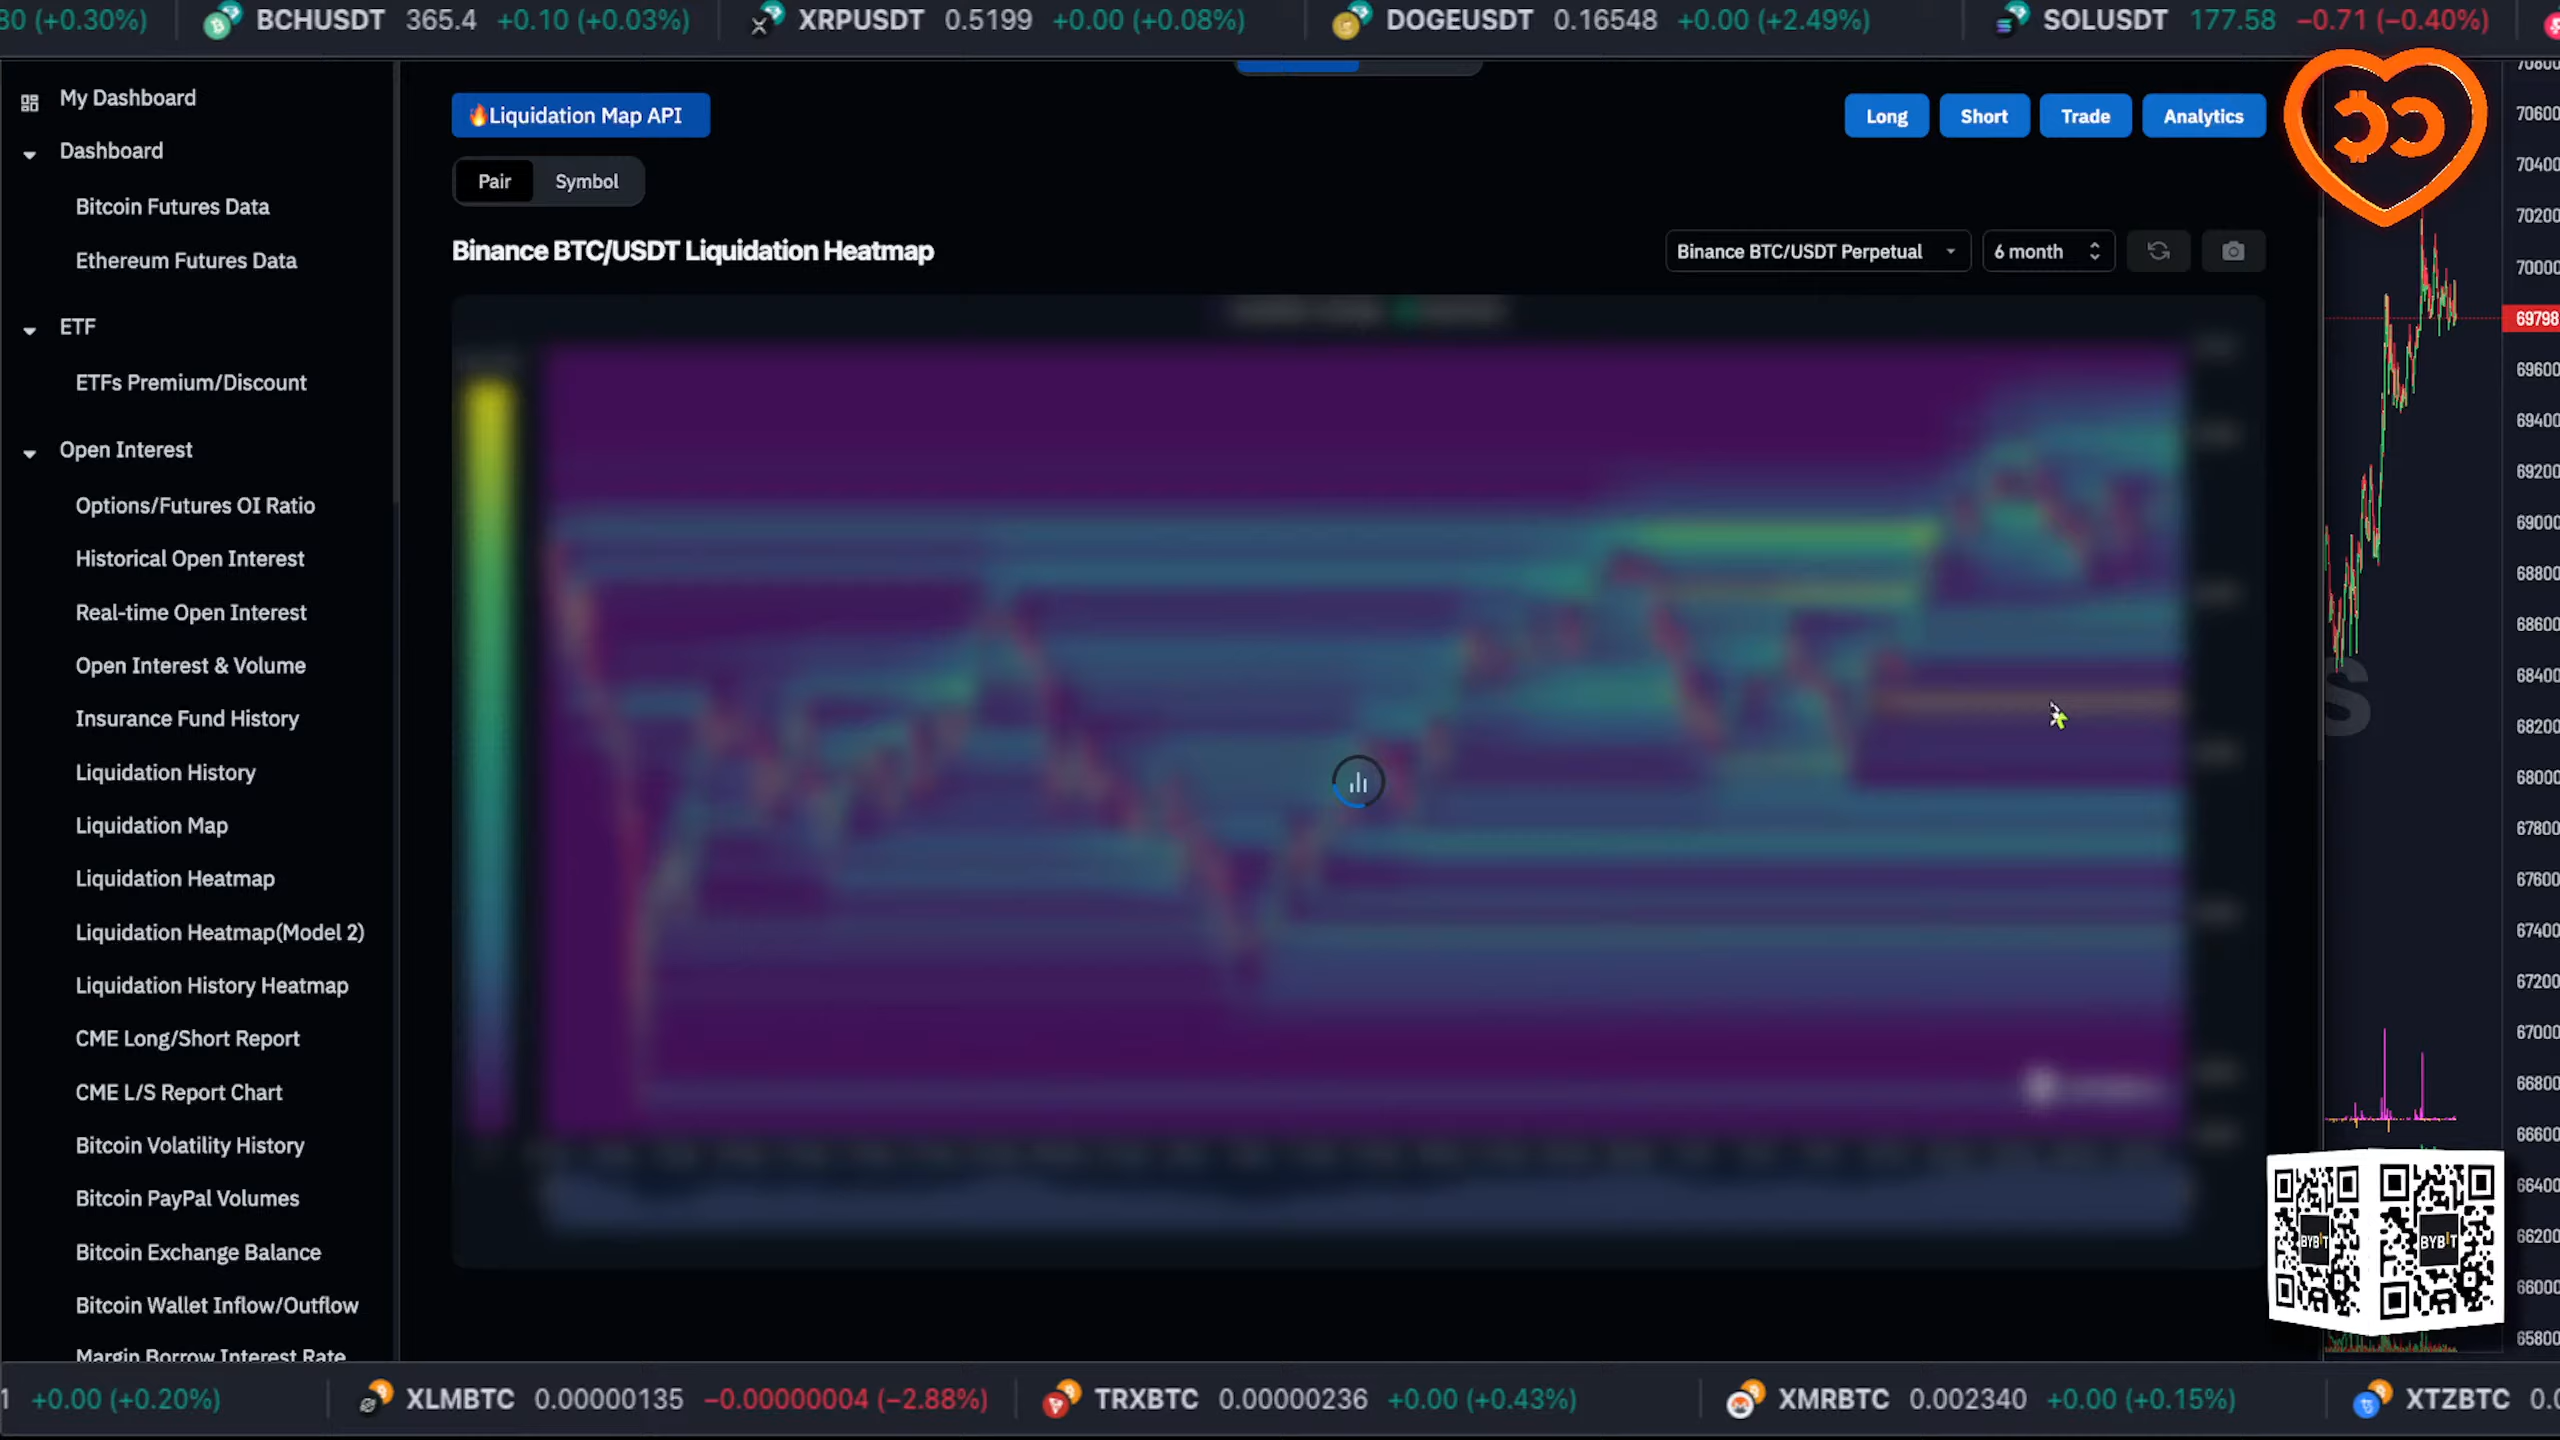 80 (+0.30%) BCHUSDT 365.4 +0.10 (+0.03%) XRPUSDT 0.5199 +0.00 (+0.08%) DOGEUSDT 0.16548 +0.00 (+2.49%) SOLUSDT 177.58 −0.71 (−0.40%)
My Dashboard
Dashboard
Bitcoin Futures Data
Ethereum Futures Data
ETF
ETFs Premium/Discount
Open Interest
Options/Futures OI Ratio
Historical Open Interest
Real-time Open Interest
Open Interest & Volume
Insurance Fund History
Liquidation History
Liquidation Map
Liquidation Heatmap
Liquidation Heatmap(Model 2)
Liquidation History Heatmap
CME Long/Short Report
CME L/S Report Chart
Bitcoin Volatility History
Bitcoin PayPal Volumes
Bitcoin Exchange Balance
Bitcoin Wallet Inflow/Outflow
Margin Borrow Interest Rate
🔥Liquidation Map API
Long Short Trade Analytics
Pair Symbol
Binance BTC/USDT Liquidation Heatmap
Binance BTC/USDT Perpetual 6 month
70800
70600
70400
70200
70000
69798
69600
69400
69200
69000
68800
68600
68400
s
68200
68000
67800
67600
67400
67200
67000
66800
66600
66400
66200
66000
65800
BYBIT BYBIT
1 +0.00 (+0.20%) XLMBTC 0.00000135 −0.00000004 (−2.88%) TRXBTC 0.00000236 +0.00 (+0.43%) XMRBTC 0.002340 +0.00 (+0.15%) XTZBTC 0.0